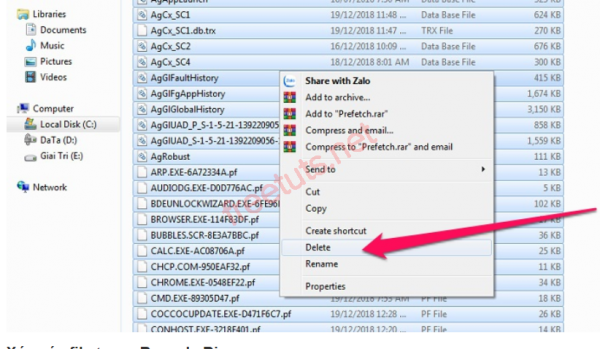 AgAppLaunch 18/09/2018 7:50 AM Data Base File 525 KB
Libraries
AgCx_SC1 19/12/2018 11:48 ... Data Base File 624 KB
Documents
AgCx_SC1.db.trx 19/12/2018 11:47 ... TRX File 270 KB
Music
AgCx_SC2 16/12/2018 10:09 ... Data Base File 676 KB
Pictures
AgCx_SC4 18/12/2018 8:01 AM Data Base File 300 KB
Videos
AgGlFaultHistory 415 KB
Share with Zalo
AgGlFgAppHistory 1,674 KB
Add to archive...
Computer
AgGlGlobalHistory 3,150 KB
Add to "Prefetch.rar"
Local Disk (C:)
AgGlUAD_P_S-1-5-21-139220905 858 KB
Compress and email...
DaTa (D:)
AgGlUAD_S-1-5-21-1392209056- 1,559 KB
Compress to "Prefetch.rar" and email
Giai Tri (E:)
AgRobust 111 KB
Send to
ARP.EXE-6A72334A.pf 13 KB
Network
AUDIODG.EXE-D0D776AC.pf 5 KB
Cut
BDEUNLOCKWIZARD.EXE-6FE96 102 KB
Copy
BROWSER.EXE-114F83DF.pf KB
Create shortcut
BUBBLES.SCR-8E3A7BBC.pf 36 KB
Delete
CALC.EXE-AC08706A.pf 25 KB
Rename
CHCP.COM-950EAF32.pf 11 KB
CHROME.EXE-0548EF22.pf 34 KB
Properties
CMD.EXE-89305D47.pf 19/12/2018 7:53 AM PF File 18 KB
COCCOCUPDATE.EXE-D471F6C7.pf 19/12/2018 12:28 ... PF File 26 KB
CONHOST.EXE-3218F401.pf 19/12/2018 12:20 ... PF File 14 KB
freetuts.net